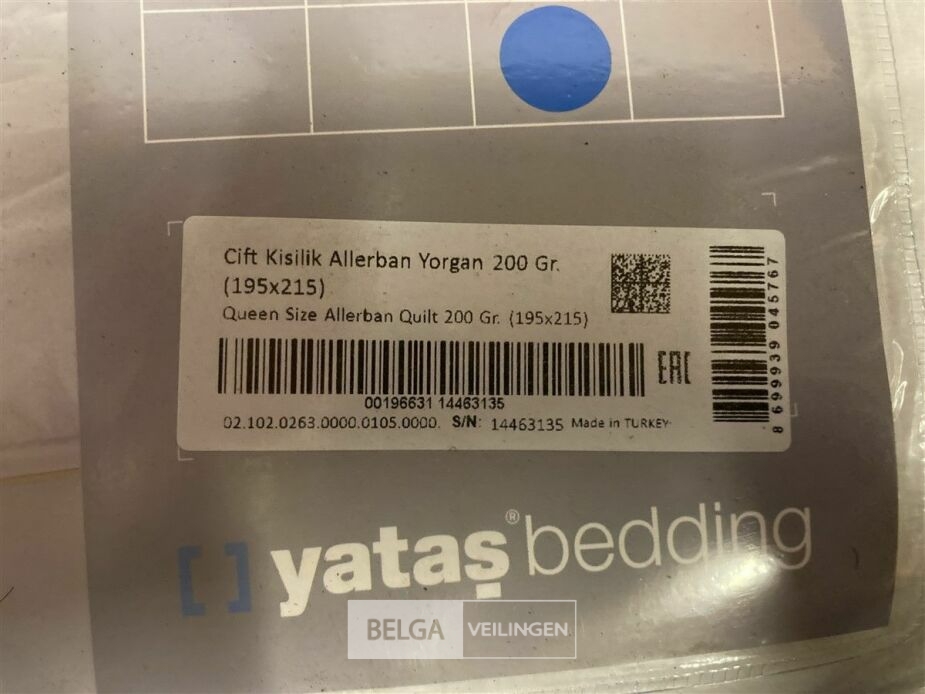 Cift Kisilik Allerban Yorgan 200 Gr.
(195x215)
Queen Size Allerban Quilt 200 Gr. (195x215)
EAC
00196631 14463135
02.102.0263.0000.0105.0000. S/N: 14463135 Made in TURKEY
8 699939 045767
[ ] yataş® bedding
BELGA VEILINGEN